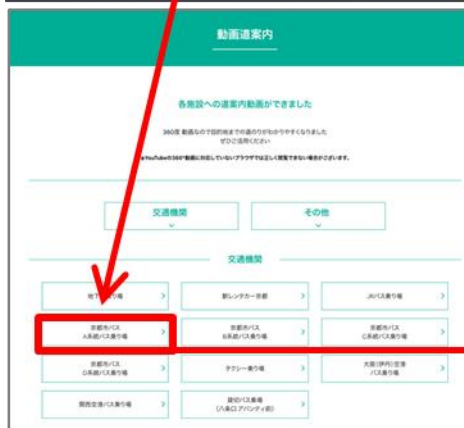 動画道案内
各施設への道案内動画ができました
360度 動画なので目的地までの道のりがわかりやすくなりました
ぜひご活用ください
※YouTubeの360°動画に対応していないブラウザでは正しく閲覧できない場合がございます。
交通機関
その他
交通機関
地下
り場
駅レンタカー京都
JRバス乗り場
京都市バス
A系統バス乗り場
京都市バス
B系統バス乗り場
京都市バス
C系統バス乗り場
京都市バス
D系統バス乗り場
タクシー乗り場
大阪(伊丹)空港
バス乗り場
関西空港バス乗り場
貸切バス乗場
(八条口アバンティ前)